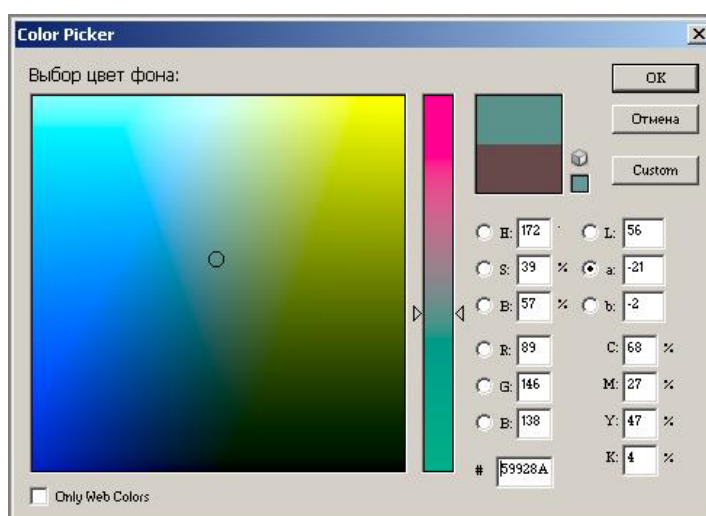 Color Picker
Выбор цвет фона:
OK
Отмена
Custom
H: 172 °
L: 56
S: 39 %
a: -21
B: 57 %
b: -2
R: 89
C: 68 %
G: 146
M: 27 %
B: 138
Y: 47 %
# 59928A
K: 4 %
Only Web Colors